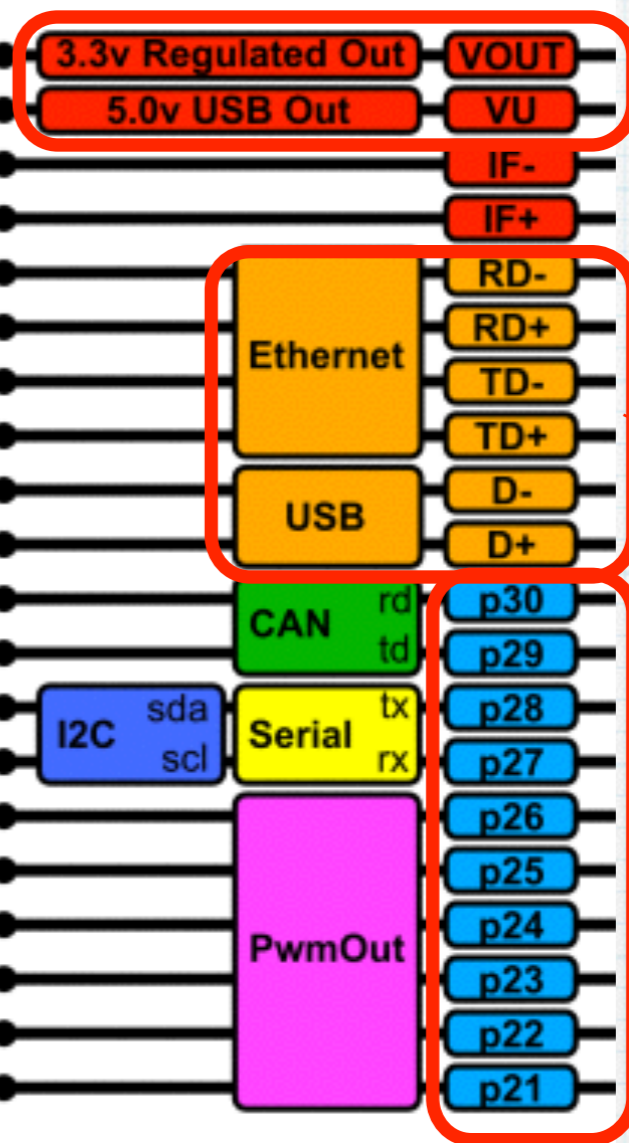 3.3v Regulated Out VOUT
5.0v USB Out VU
IF-
IF+
RD-
RD+
Ethernet
TD-
TD+
D-
USB
D+
rd p30
CAN
td p29
sda tx p28
I2C Serial
scl rx p27
p26
p25
p24
PwmOut
p23
p22
p21